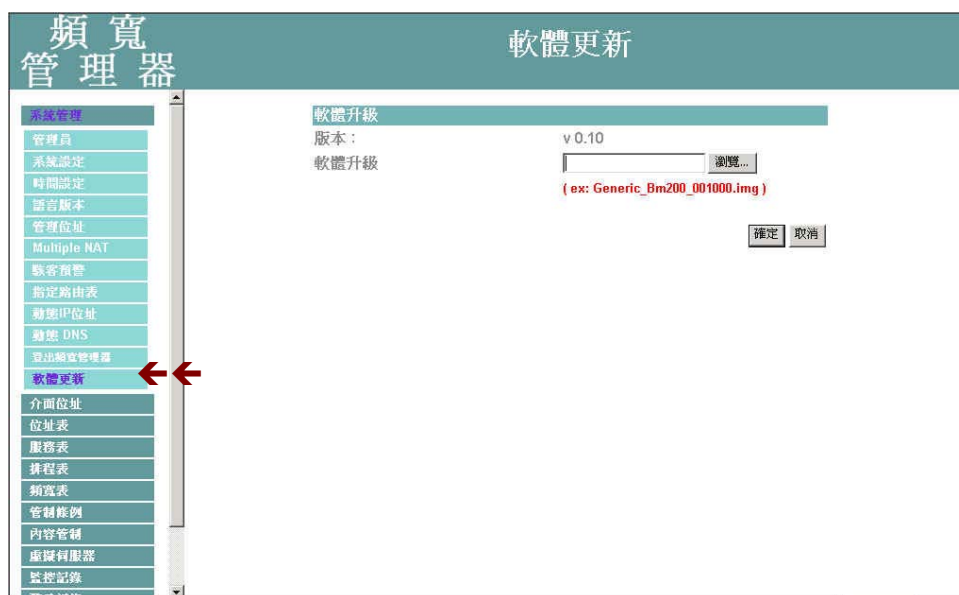 頻寬
管理器
軟體更新
系統管理
管理員
系統設定
時間設定
語言版本
管理位址
Multiple NAT
駭客預警
指定路由表
動態IP位址
動態 DNS
登出頻寬管理器
軟體更新
介面位址
位址表
服務表
排程表
頻寬表
管制條例
內容管制
虛擬伺服器
監控記錄
軟體升級
版本：
v 0.10
軟體升級
瀏覽...
( ex: Generic_Bm200_001000.img )
確定
取消